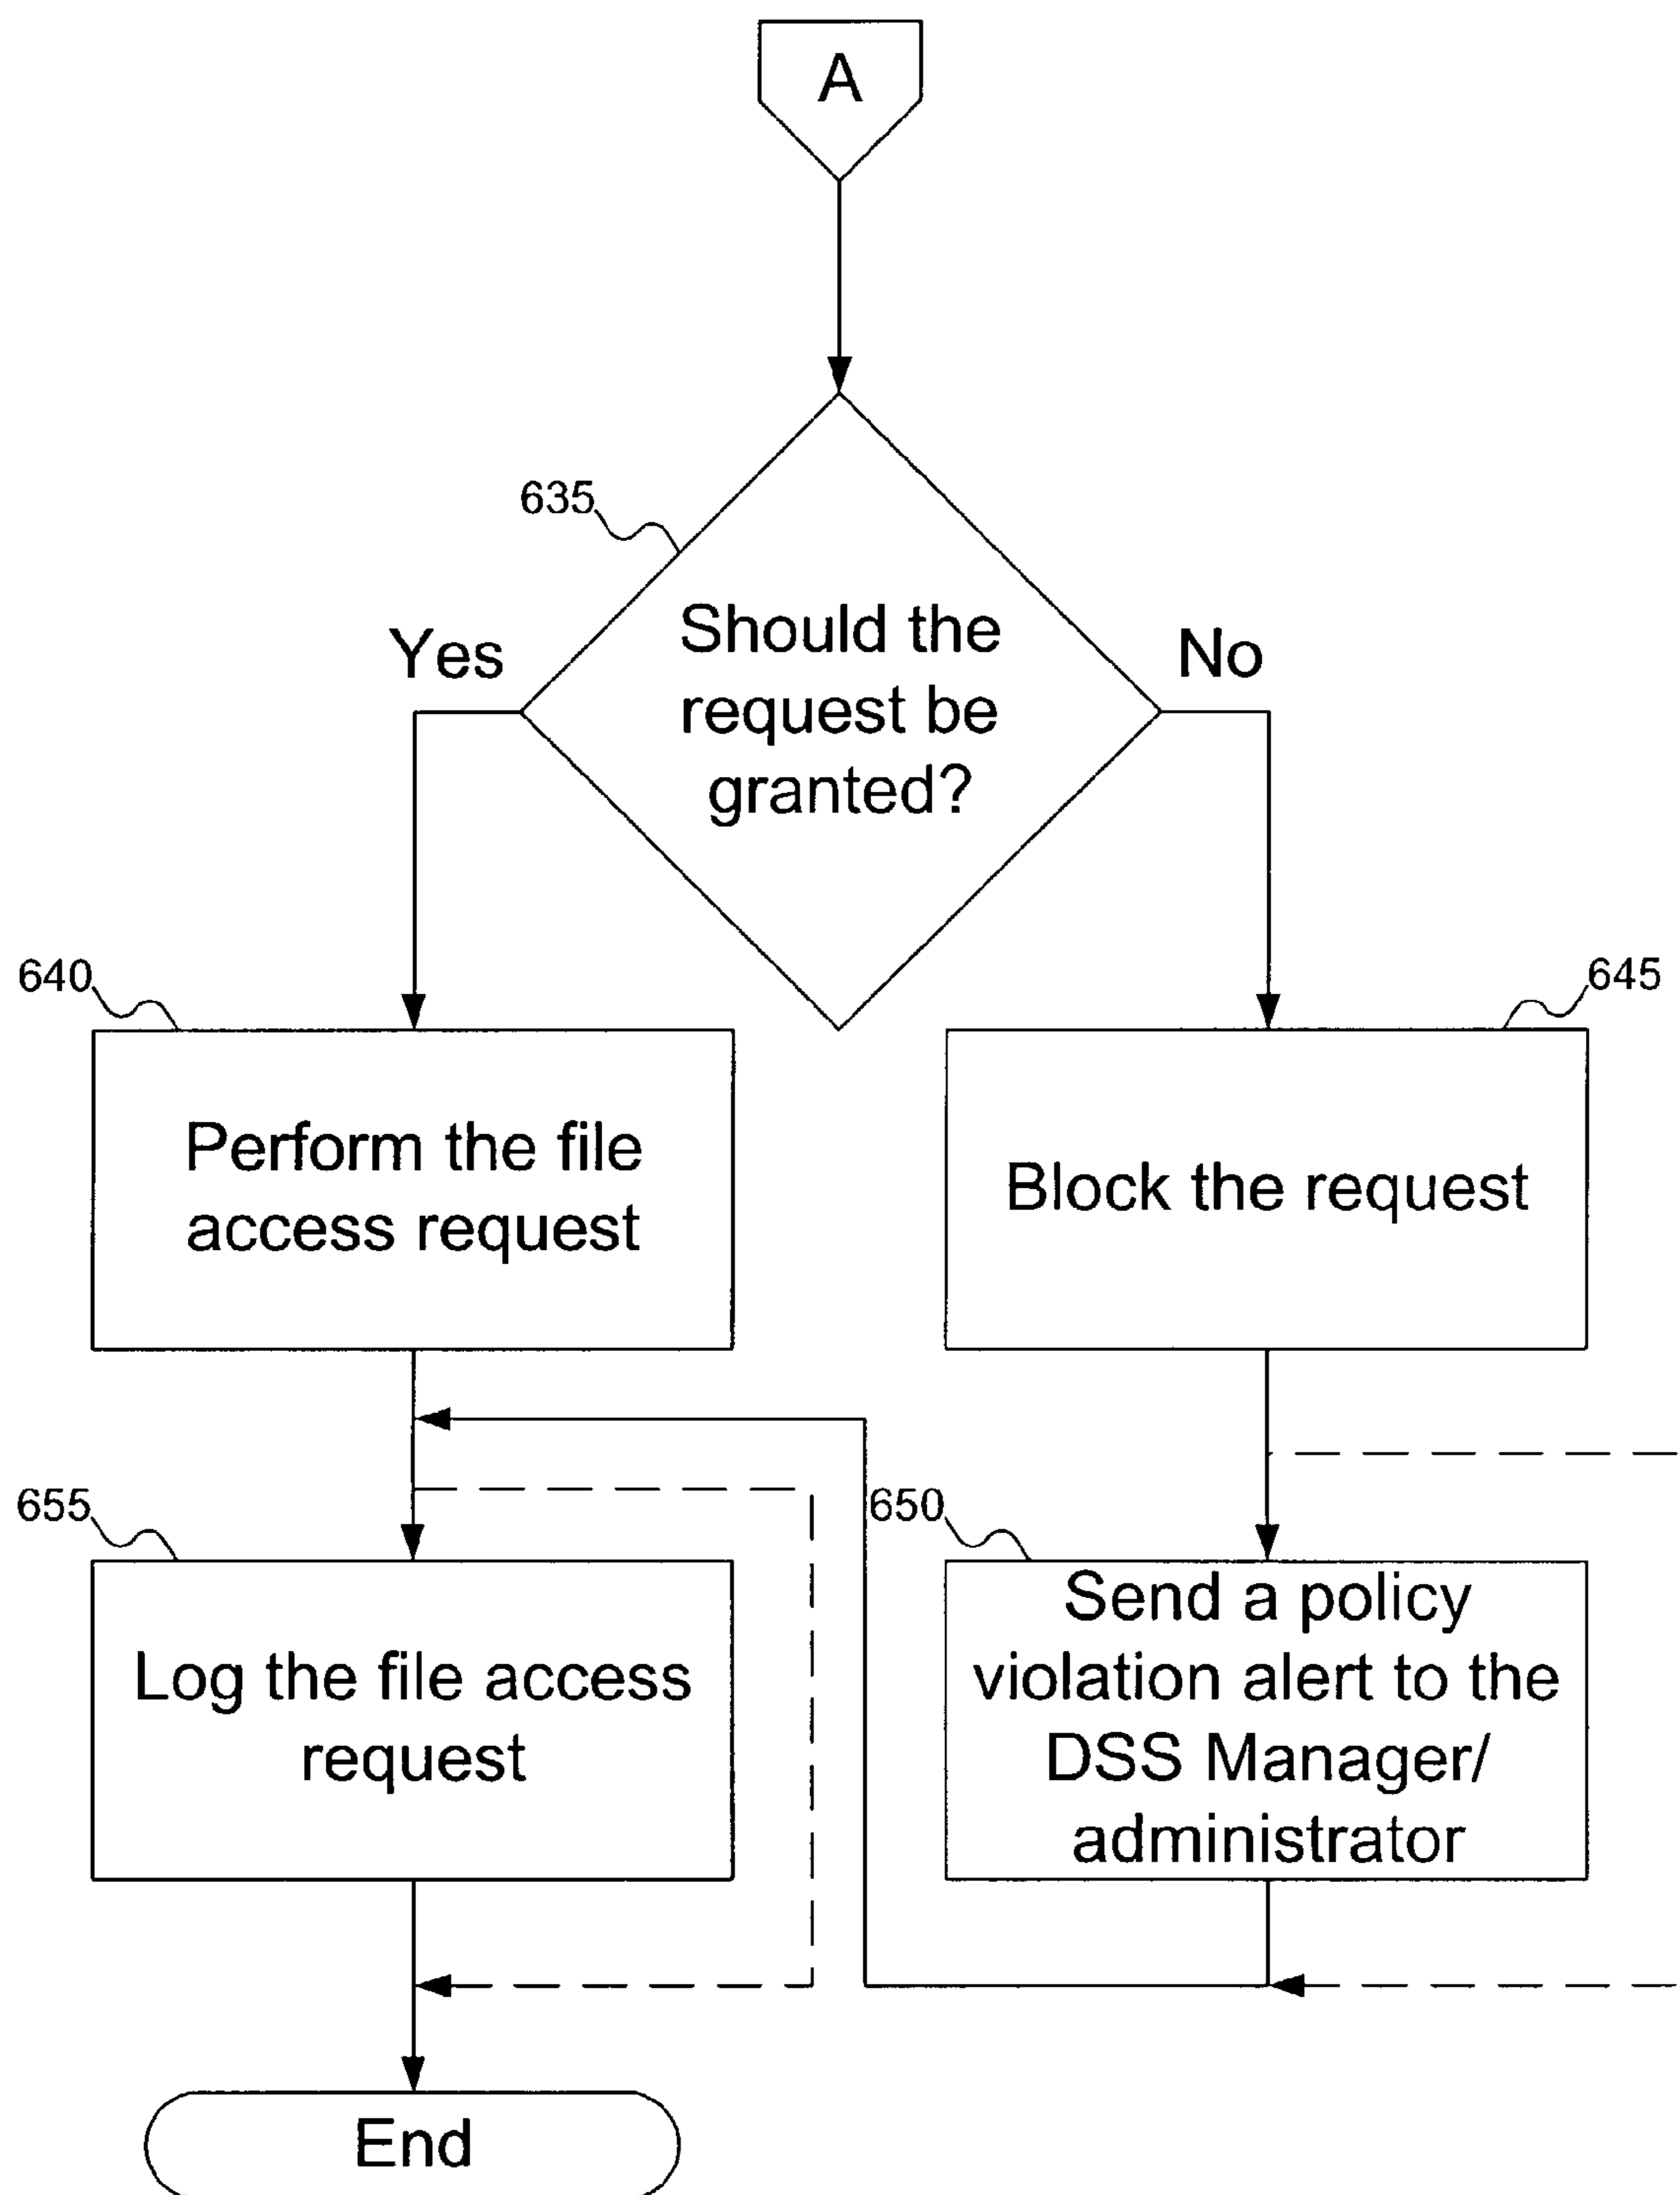 A
635
Should the
request be
granted?
Yes
No
640
Perform the file
access request
645
Block the request
655
Log the file access
request
650
Send a policy
violation alert to the
DSS Manager/
administrator
End